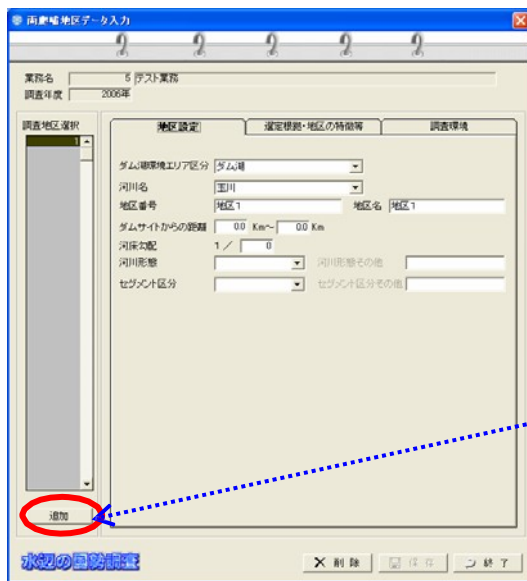 両爬哺地区データ入力
業務名 5 テスト業務
調査年度 2006年
調査地区選択
1
地区設定 選定根拠・地区の特徴等 調査環境
ダム湖環境エリア区分 ダム湖
河川名 玉川
地区番号 地区1 地区名 地区1
ダムサイトからの距離 0.0 Km～ 0.0 Km
河床勾配 1／ 0
河川形態 河川形態その他
セグメント区分 セグメント区分その他
追加
水辺の国勢調査
削 除 保 存 終 了